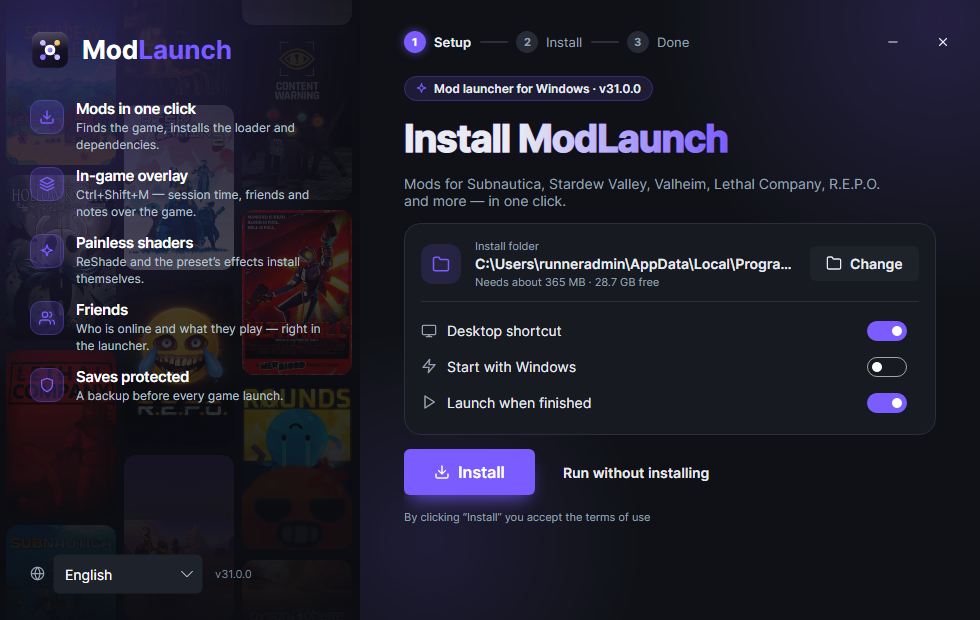 ModLaunch
Mods in one click
Finds the game, installs the loader and
dependencies.
In-game overlay
Ctrl+Shift+M — session time, friends and
notes over the game.
Painless shaders
ReShade and the preset's effects install
themselves.
Friends
Who is online and what they play — right in
the launcher.
Saves protected
A backup before every game launch.
CONTENT
WARNING
R.E.P.O.
ROUNDS
SUBNAUTICA
English
v31.0.0
1 Setup
2 Install
3 Done
Mod launcher for Windows · v31.0.0
Install ModLaunch
Mods for Subnautica, Stardew Valley, Valheim, Lethal Company, R.E.P.O.
and more — in one click.
Install folder
C:\Users\runneradmin\AppData\Local\Progra...
Needs about 365 MB · 28.7 GB free
Change
Desktop shortcut
Start with Windows
Launch when finished
Install
Run without installing
By clicking “Install” you accept the terms of use